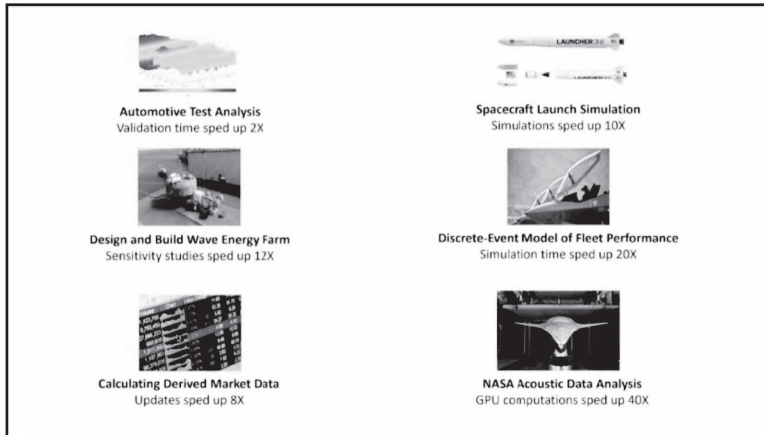 LAUNCHERONE
LAUNCHERONE
Automotive Test Analysis
Validation time sped up 2X
Spacecraft Launch Simulation
Simulations sped up 10X
Design and Build Wave Energy Farm
Sensitivity studies sped up 12X
Discrete-Event Model of Fleet Performance
Simulation time sped up 20X
Calculating Derived Market Data
Updates sped up 8X
NASA Acoustic Data Analysis
GPU computations sped up 40X